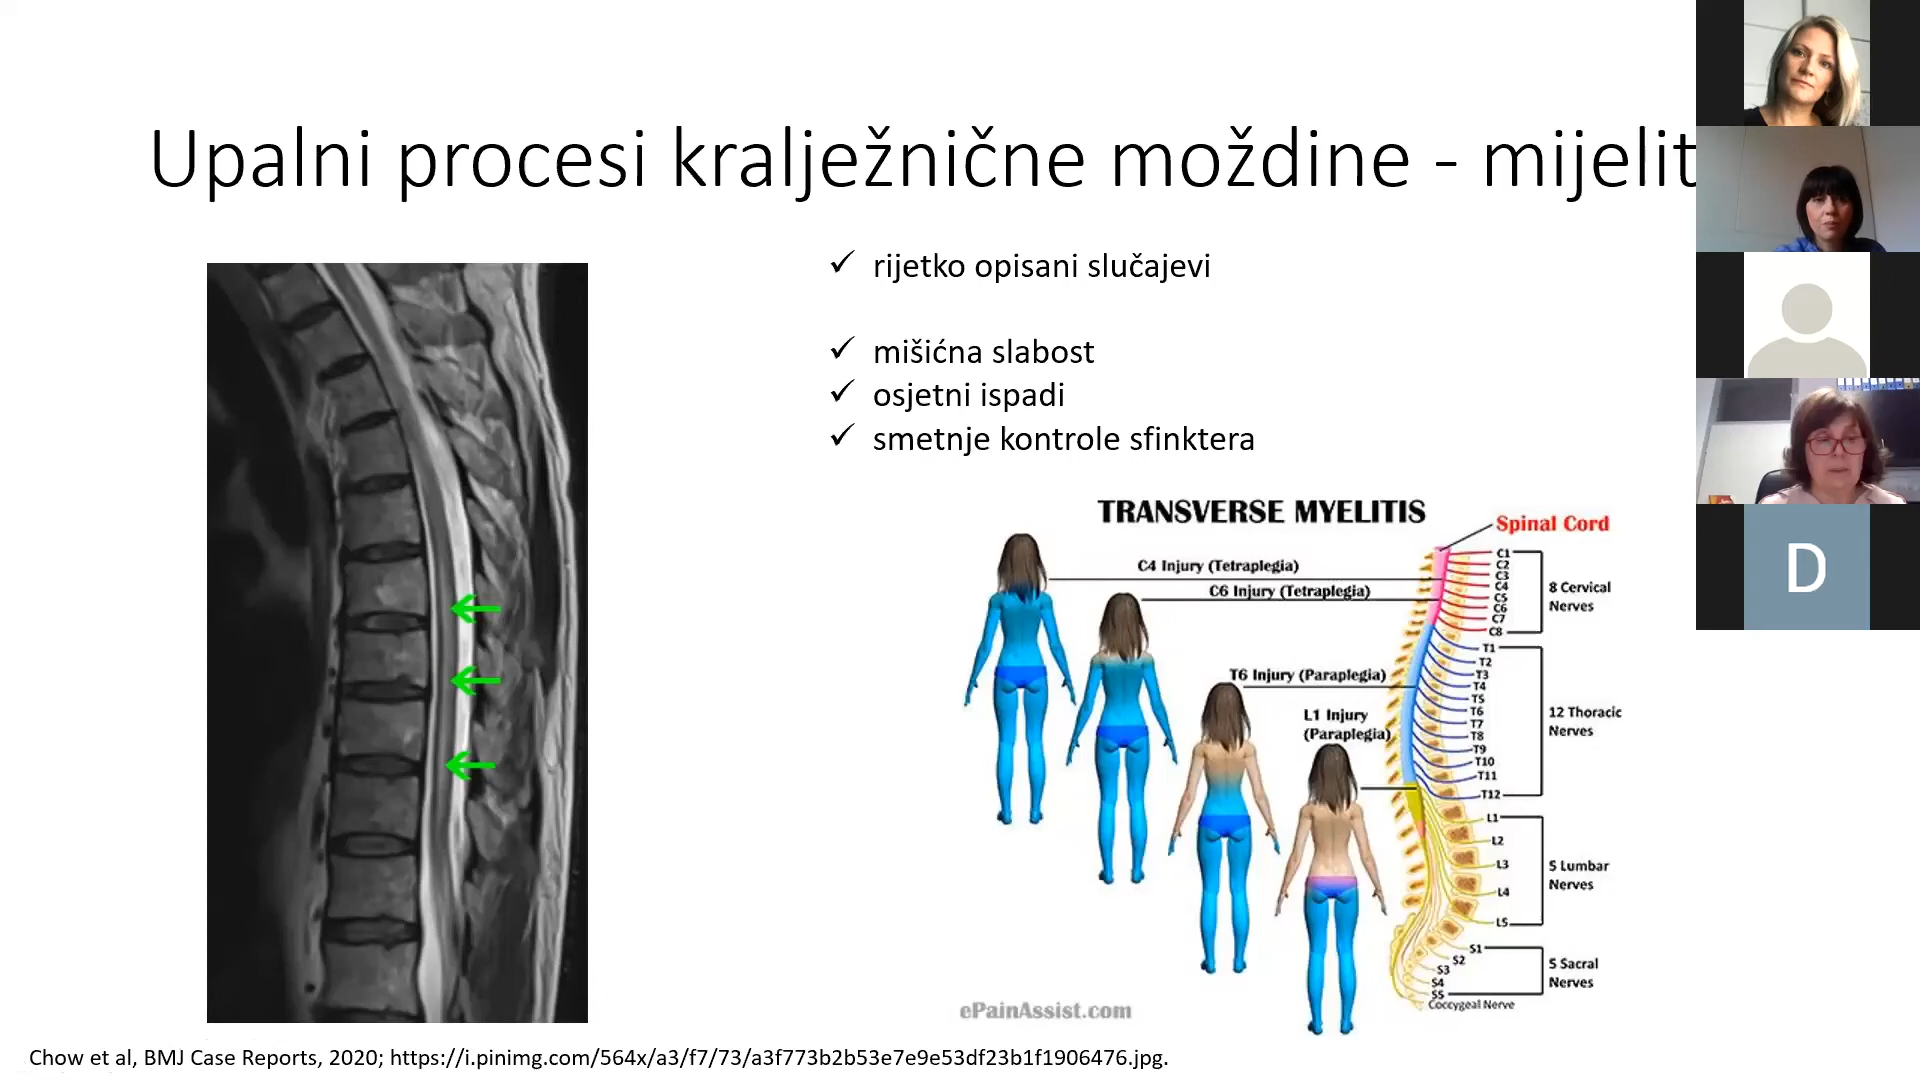 Upalni procesi kralježnične moždine - mijelit
✓ rijetko opisani slučajevi
✓ mišićna slabost
✓ osjetni ispadi
✓ smetnje kontrole sfinktera
TRANSVERSE MYELITIS
Spinal Cord
C4 Injury (Tetraplegia)
C6 Injury (Tetraplegia)
T6 Injury (Paraplegia)
L1 Injury
(Paraplegia)
C1
C2
C3
C4
C5
C6
C7
C8
8 Cervical
Nerves
T1
T2
T3
T4
T5
T6
T7
T8
T9
T10
T11
T12
12 Thoracic
Nerves
L1
L2
L3
L4
L5
5 Lumbar
Nerves
S1
S2
S3
S4
S5
5 Sacral
Nerves
Coccygeal Nerve
ePainAssist.com
Chow et al, BMJ Case Reports, 2020; https://i.pinimg.com/564x/a3/f7/73/a3f773b2b53e7e9e53df23b1f1906476.jpg.
D